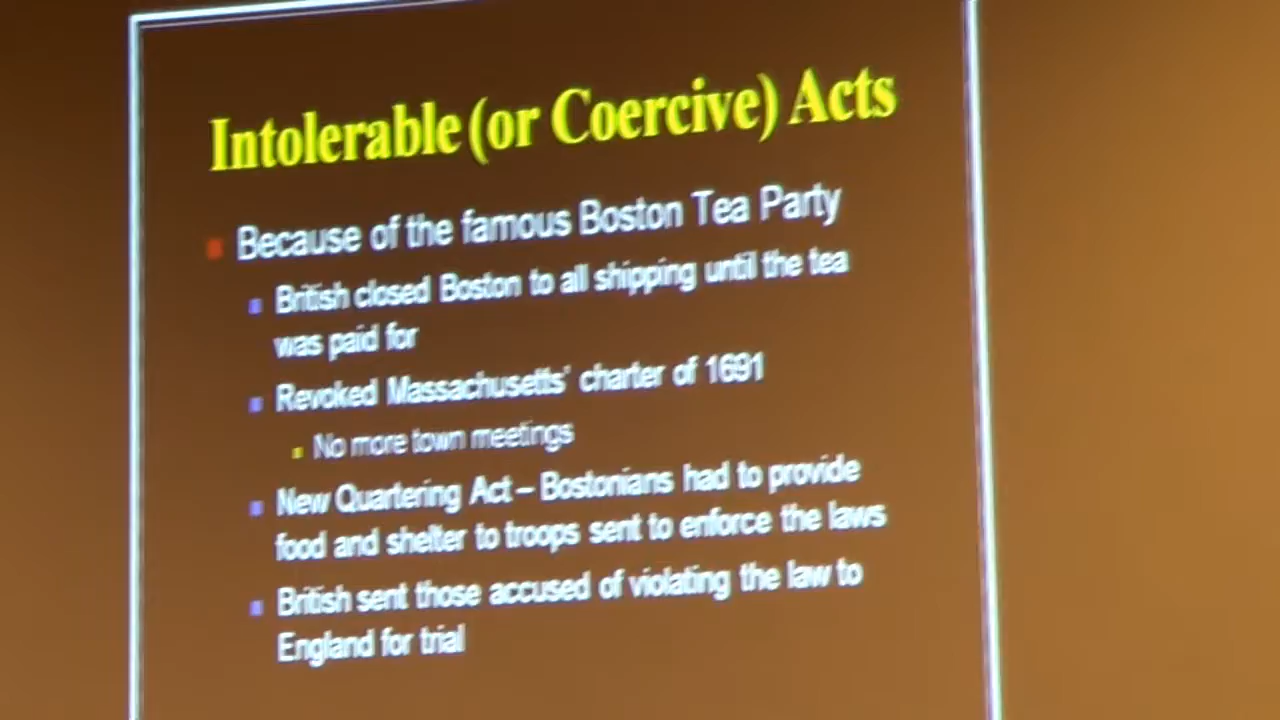 Intolerable (or Coercive) Acts
Because of the famous Boston Tea Party
British closed Boston to all shipping until the tea
was paid for
Revoked Massachusetts' charter of 1691
No more town meetings
New Quartering Act – Bostonians had to provide
food and shelter to troops sent to enforce the laws
British sent those accused of violating the law to
England for trial